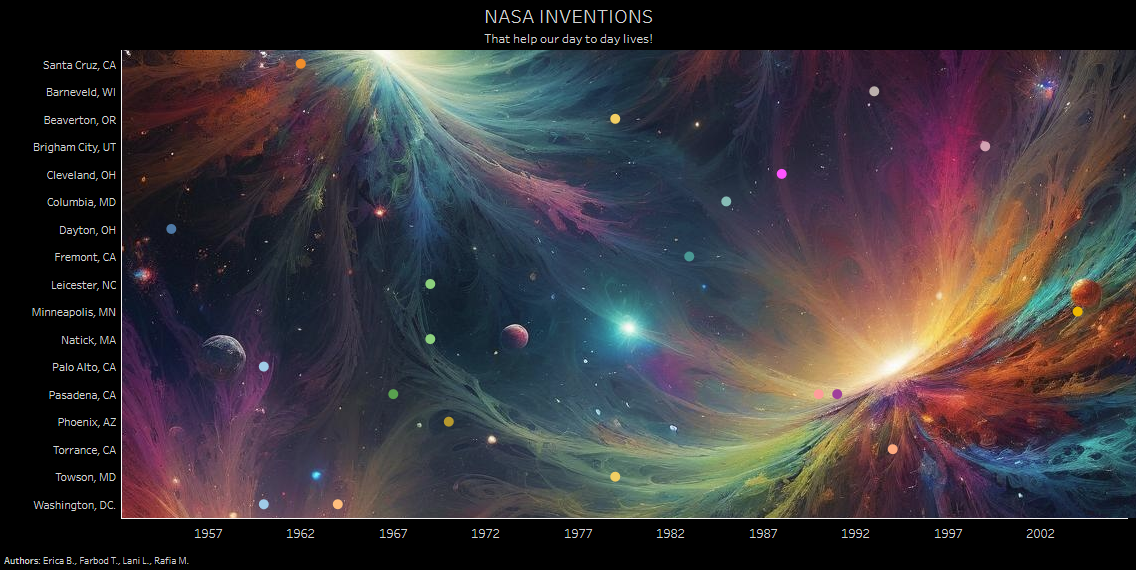 NASA INVENTIONS
That help our day to day lives!
Santa Cruz, CA
Barneveld, WI
Beaverton, OR
Brigham City, UT
Cleveland, OH
Columbia, MD
Dayton, OH
Fremont, CA
Leicester, NC
Minneapolis, MN
Natick, MA
Palo Alto, CA
Pasadena, CA
Phoenix, AZ
Torrance, CA
Towson, MD
Washington, DC.
1957 1962 1967 1972 1977 1982 1987 1992 1997 2002
Authors: Erica B., Farbod T., Lani L., Rafia M.